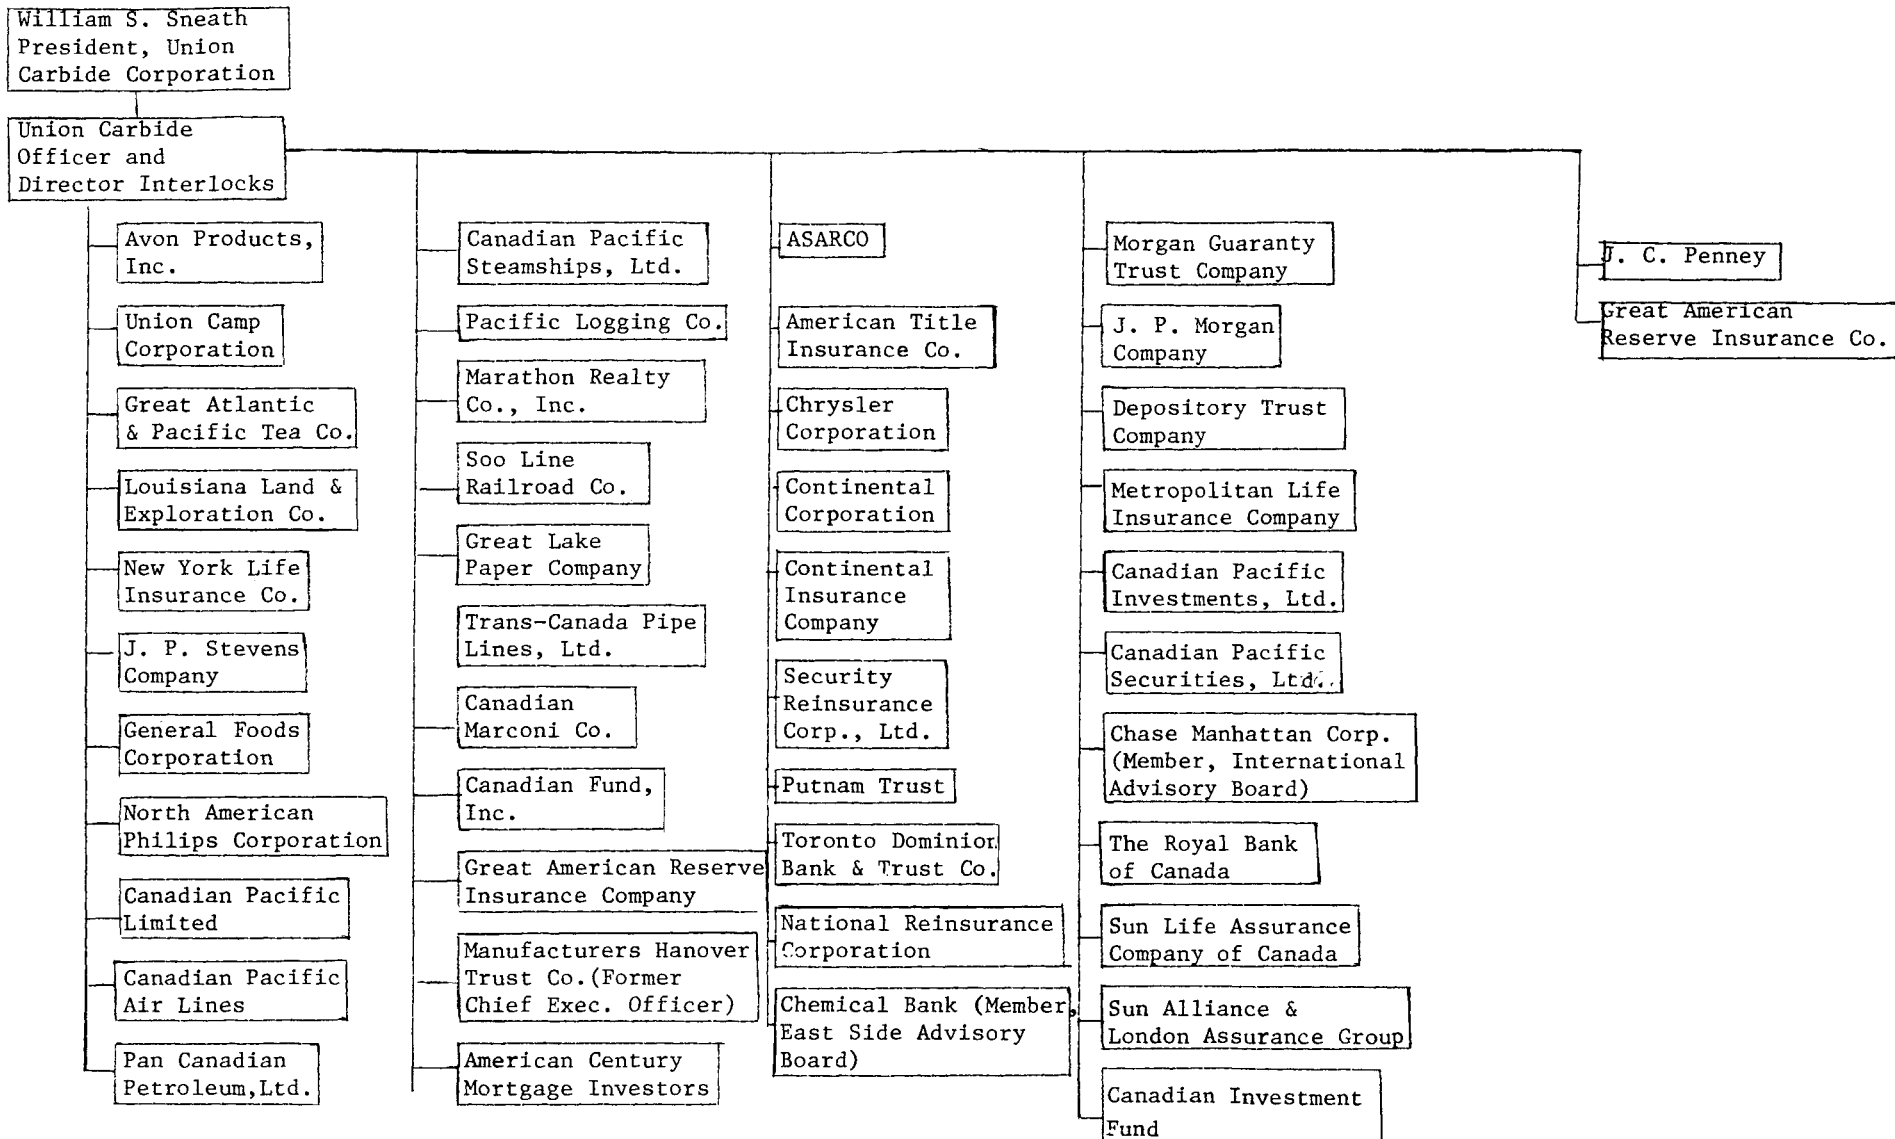 William S. Sneath
President, Union
Carbide Corporation
Union Carbide
Officer and
Director Interlocks
Avon Products,
Inc.
Union Camp
Corporation
Great Atlantic
& Pacific Tea Co.
Louisiana Land &
Exploration Co.
New York Life
Insurance Co.
J. P. Stevens
Company
General Foods
Corporation
North American
Philips Corporation
Canadian Pacific
Limited
Canadian Pacific
Air Lines
Pan Canadian
Petroleum,Ltd.
Canadian Pacific
Steamships, Ltd.
Pacific Logging Co.
Marathon Realty
Co., Inc.
Soo Line
Railroad Co.
Great Lake
Paper Company
Trans-Canada Pipe
Lines, Ltd.
Canadian
Marconi Co.
Canadian Fund,
Inc.
Great American Reserve
Insurance Company
Manufacturers Hanover
Trust Co.(Former
Chief Exec. Officer)
American Century
Mortgage Investors
ASARCO
American Title
Insurance Co.
Chrysler
Corporation
Continental
Corporation
Continental
Insurance
Company
Security
Reinsurance
Corp., Ltd.
Putnam Trust
Toronto Dominion
Bank & Trust Co.
National Reinsurance
Corporation
Chemical Bank (Member,
East Side Advisory
Board)
Morgan Guaranty
Trust Company
J. P. Morgan
Company
Depository Trust
Company
Metropolitan Life
Insurance Company
Canadian Pacific
Investments, Ltd.
Canadian Pacific
Securities, Ltd.
Chase Manhattan Corp.
(Member, International
Advisory Board)
The Royal Bank
of Canada
Sun Life Assurance
Company of Canada
Sun Alliance &
London Assurance Group
Canadian Investment
Fund
J. C. Penney
Great American
Reserve Insurance Co.